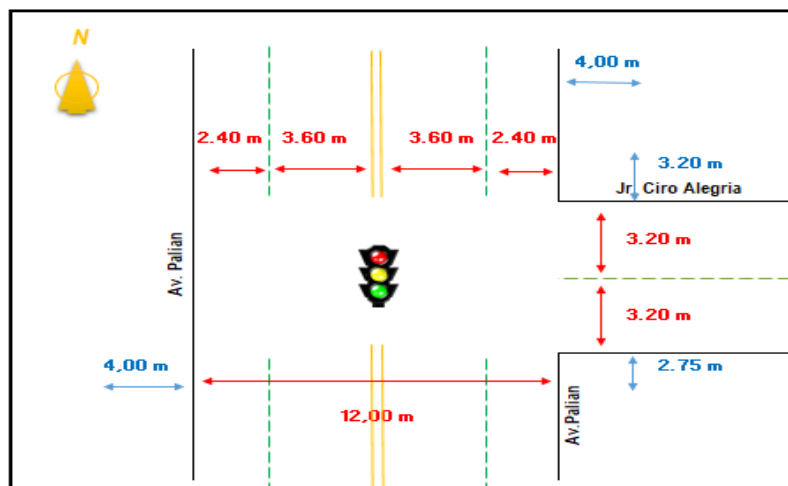 N
4,00 m
2.40 m 3.60 m 3.60 m 2.40 m
3.20 m
Jr. Ciro Alegria
Av. Palian
3.20 m
3.20 m
4,00 m
2.75 m
12,00 m
Av.Palian